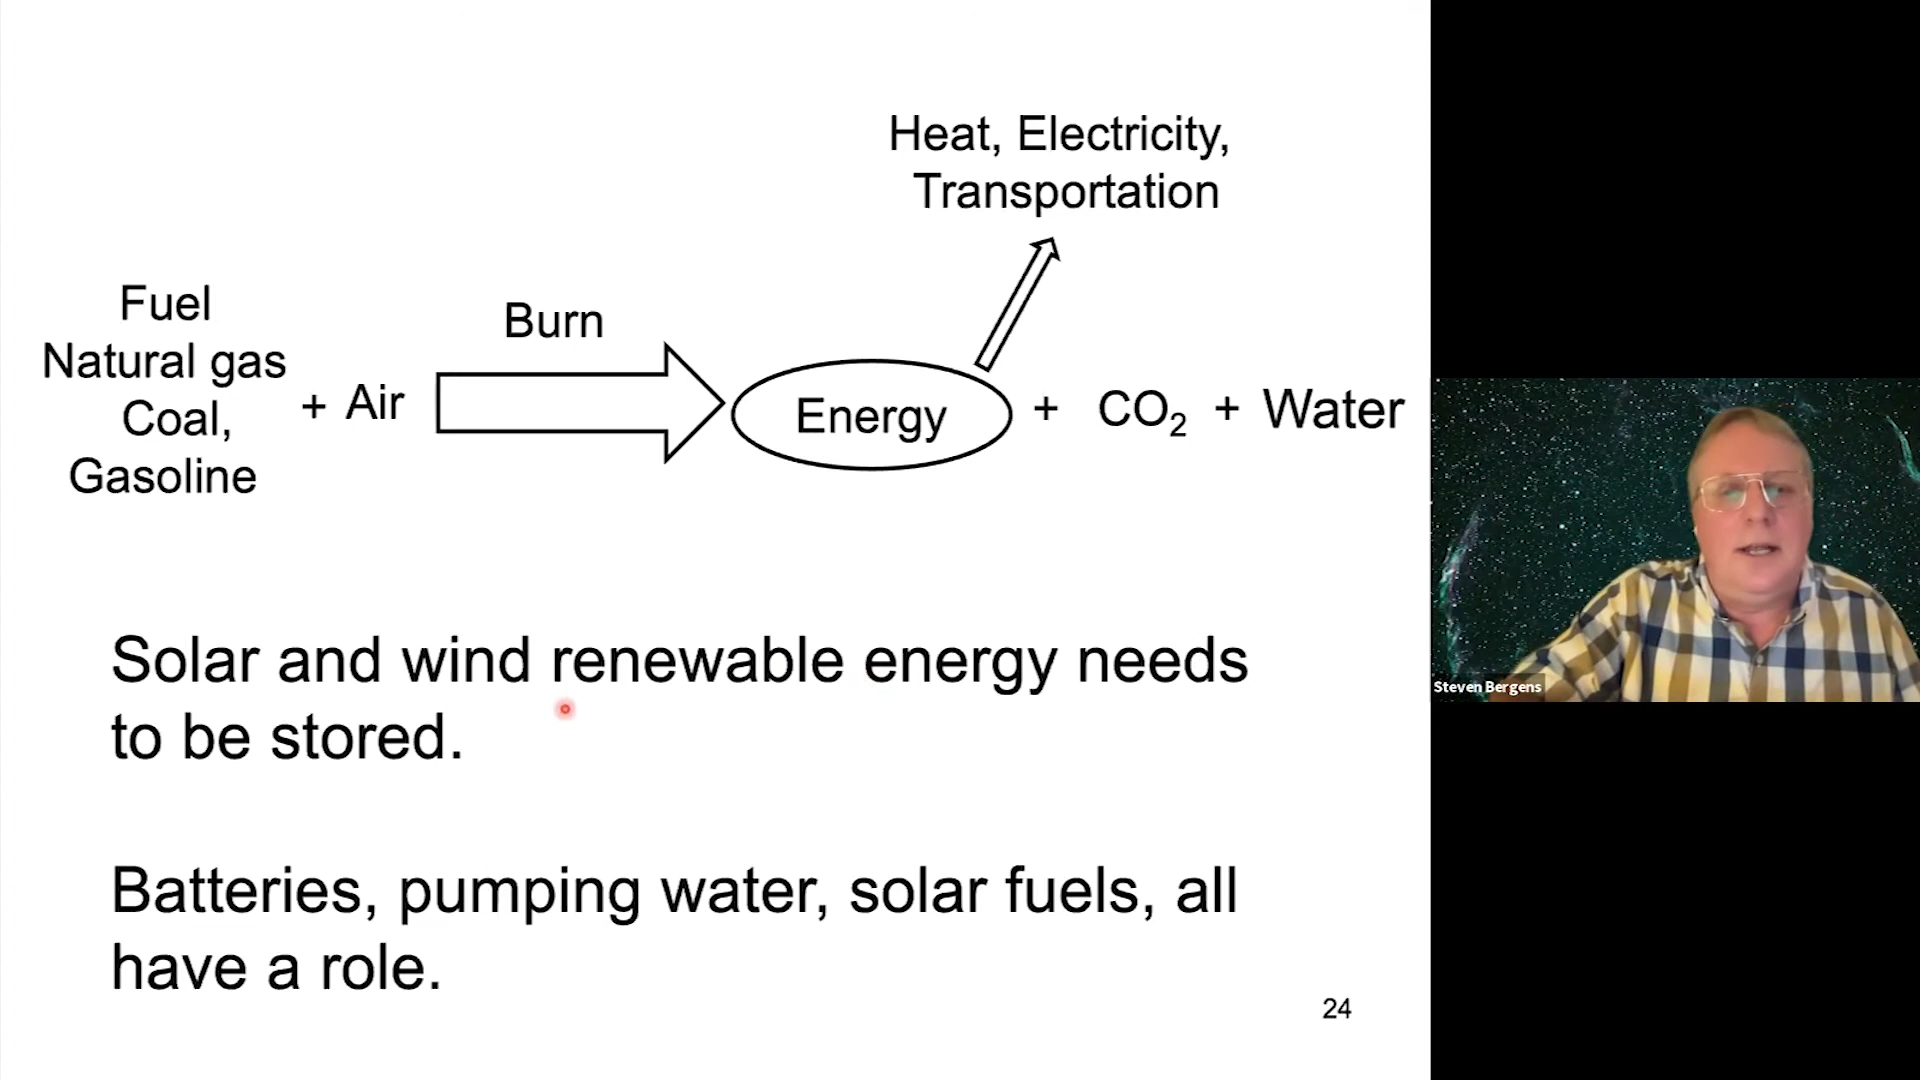 Heat, Electricity,
Transportation
Fuel
Natural gas
Coal,
Gasoline
+ Air
Burn
Energy
+ CO₂ + Water
Solar and wind renewable energy needs
to be stored.
Batteries, pumping water, solar fuels, all
have a role.
24
Steven Bergens